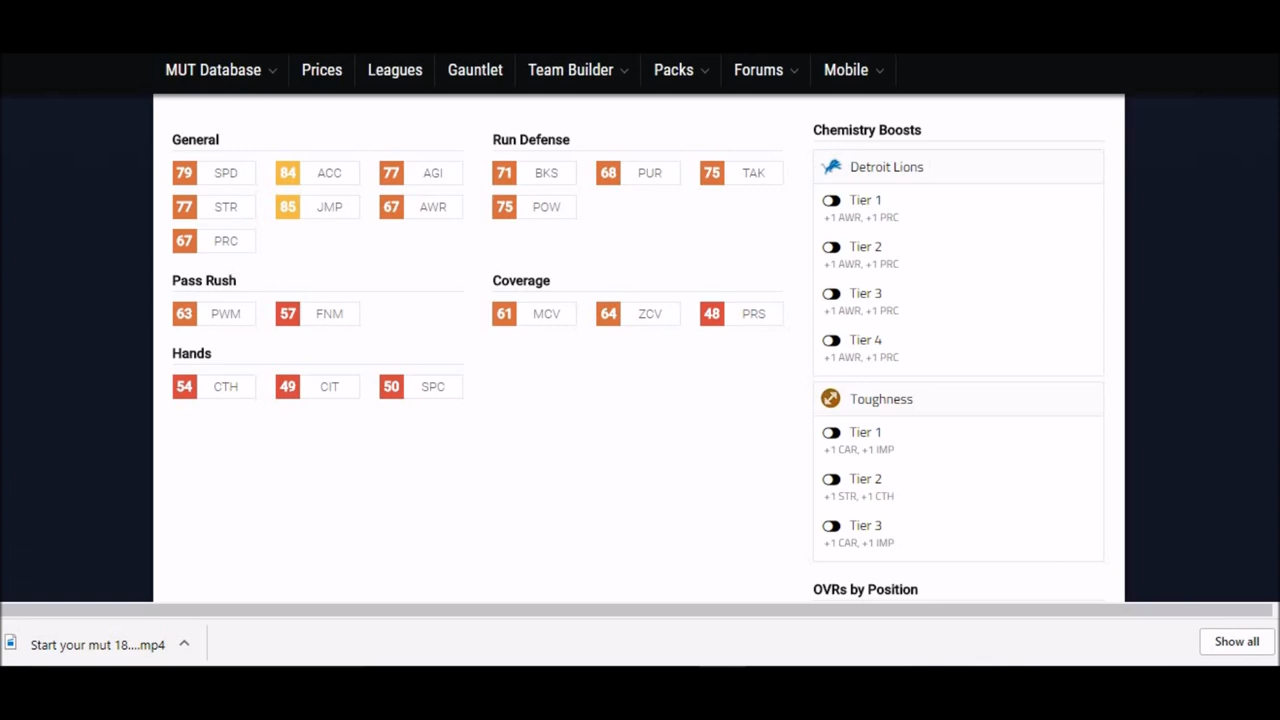 MUT Database Prices Leagues Gauntlet Team Builder Packs Forums Mobile
General
79 SPD 84 ACC 77 AGI
77 STR 85 JMP 67 AWR
67 PRC
Run Defense
71 BKS 68 PUR 75 TAK
75 POW
Pass Rush
63 PWM 57 FNM
Coverage
61 MCV 64 ZCV 48 PRS
Hands
54 CTH 49 CIT 50 SPC
Chemistry Boosts
Detroit Lions
Tier 1
+1 AWR, +1 PRC
Tier 2
+1 AWR, +1 PRC
Tier 3
+1 AWR, +1 PRC
Tier 4
+1 AWR, +1 PRC
Toughness
Tier 1
+1 CAR, +1 IMP
Tier 2
+1 STR, +1 CTH
Tier 3
+1 CAR, +1 IMP
OVRs by Position
Start your mut 18....mp4
Show all